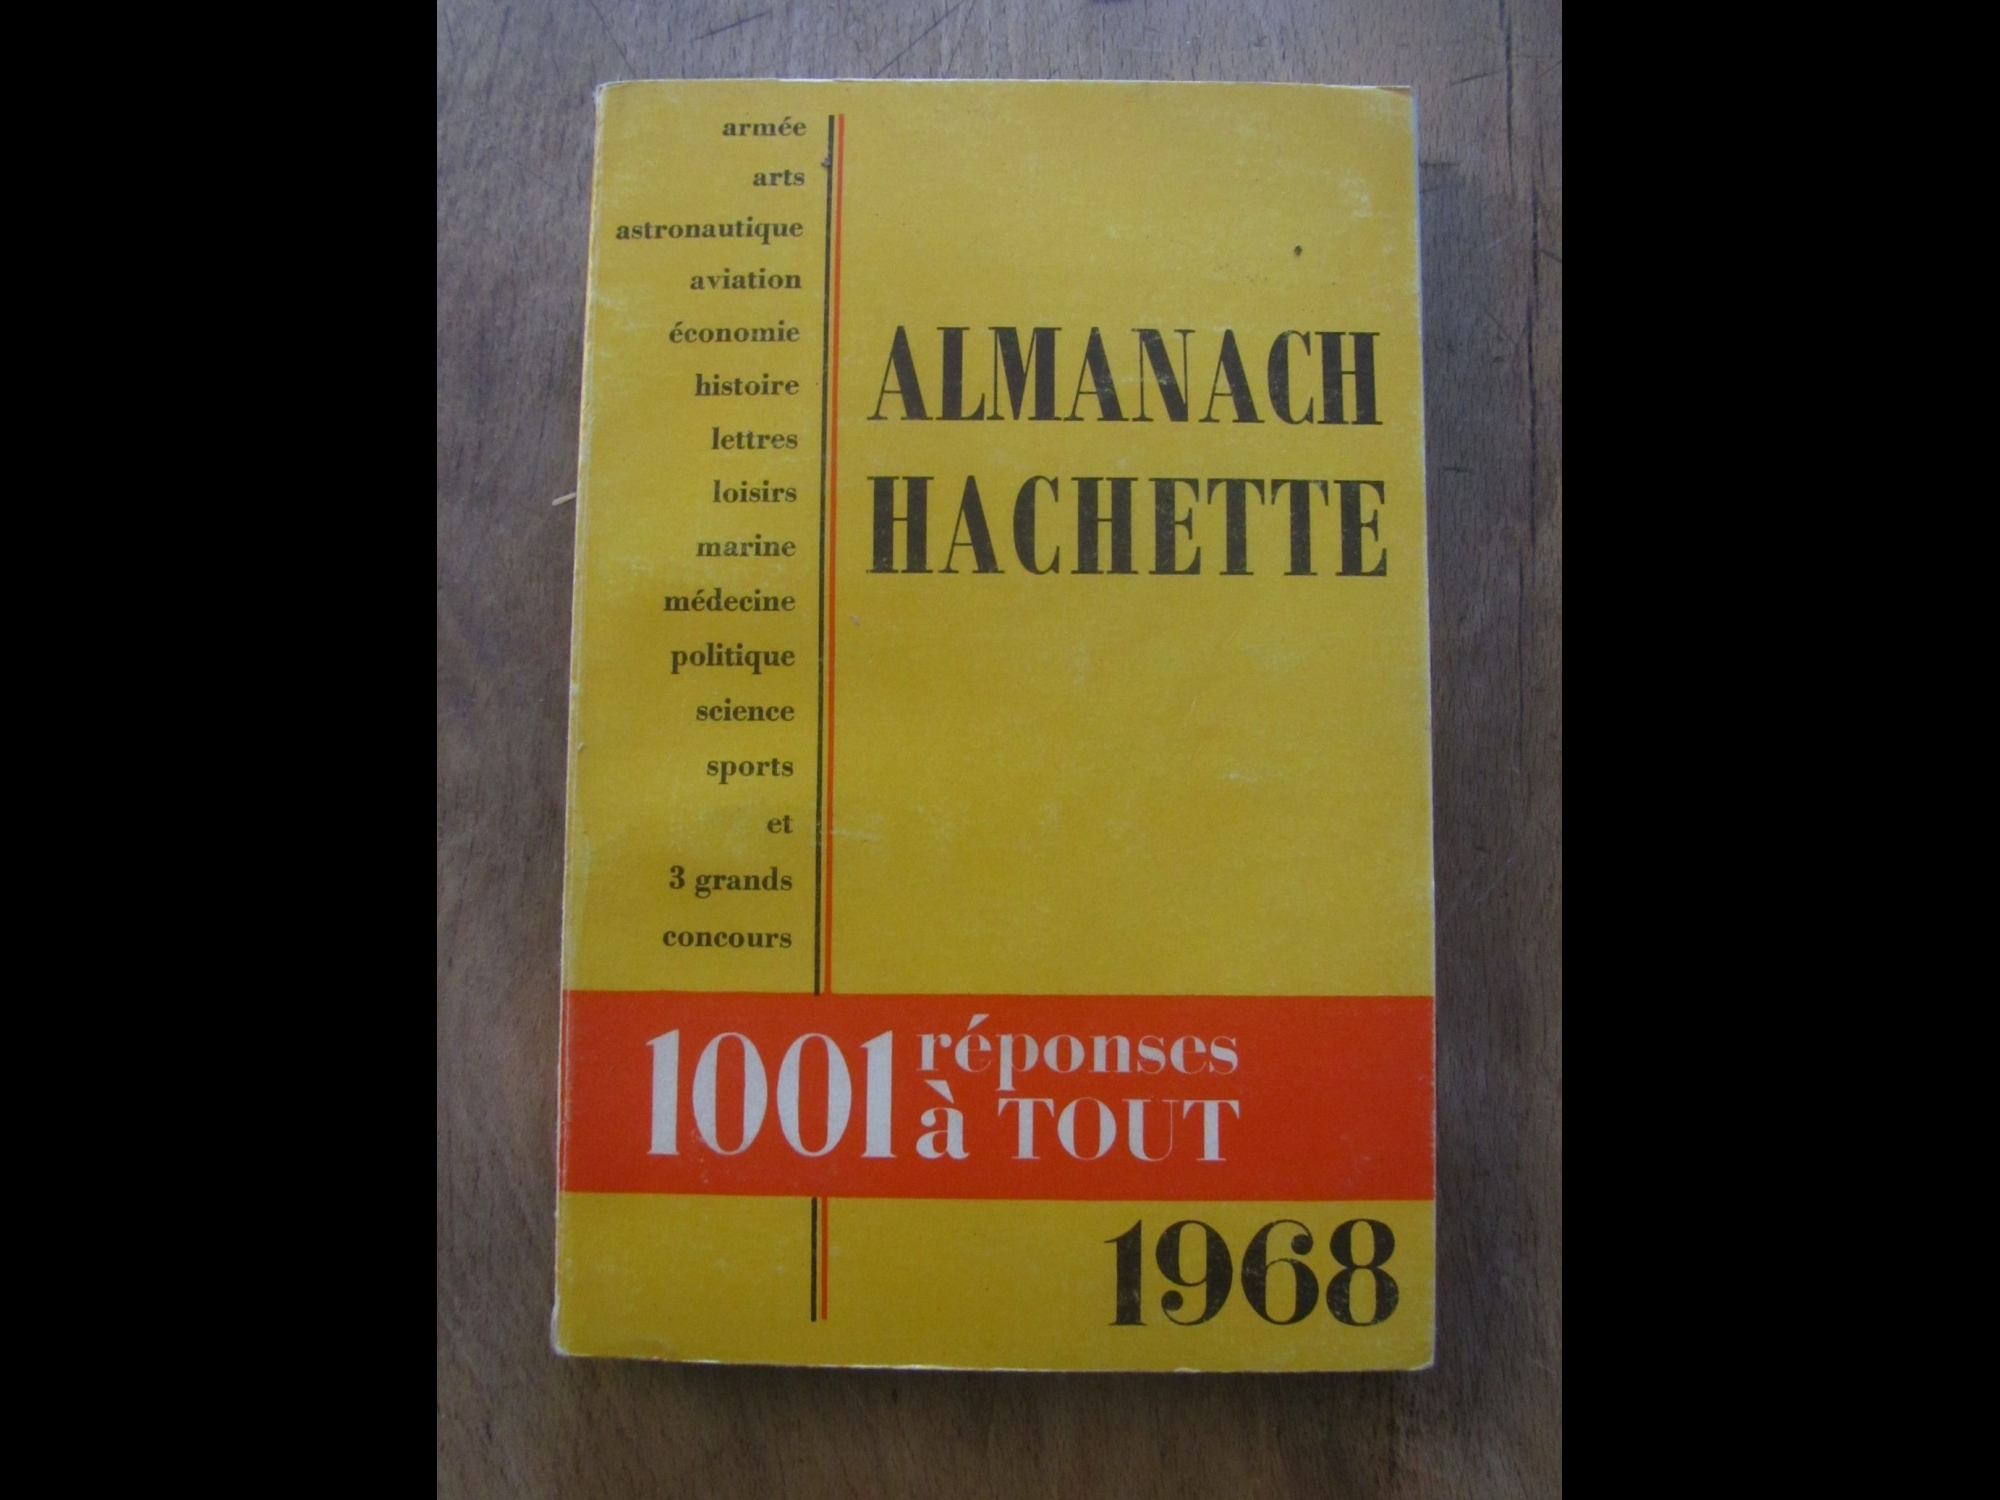 armée
arts
astronautique
aviation
économie
histoire
lettres
loisirs
marine
médecine
politique
science
sports
et
3 grands
concours
ALMANACH
HACHETTE
1001 réponses
à TOUT
1968